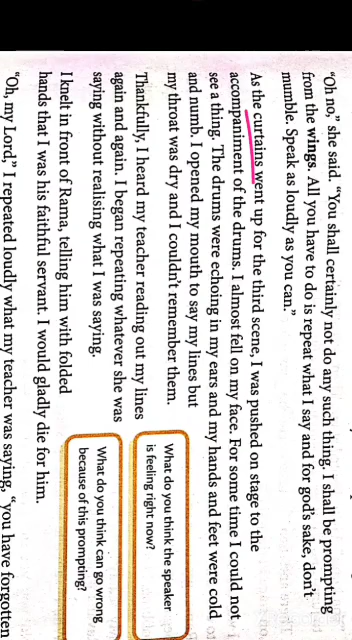 "Oh no," she said. "You shall certainly not do any such thing. I shall be prompting
from the wings. All you have to do is repeat what I say and for god's sake, don't
mumble. Speak as loudly as you can."
As the curtains went up for the third scene, I was pushed on stage to the
accompaniment of the drums. I almost fell on my face. For some time I could not
see a thing. The drums were echoing in my ears and my hands and feet were cold
and numb. I opened my mouth to say my lines but
my throat was dry and I couldn't remember them.
What do you think the speaker
is feeling right now?
Thankfully, I heard my teacher reading out my lines
again and again. I began repeating whatever she was
saying without realising what I was saying.
What do you think can go wrong
because of this prompting?
I knelt in front of Rama, telling him with folded
hands that I was his faithful servant. I would gladly die for him.
"Oh, my Lord," I repeated loudly what my teacher was saying, "you have forgotten